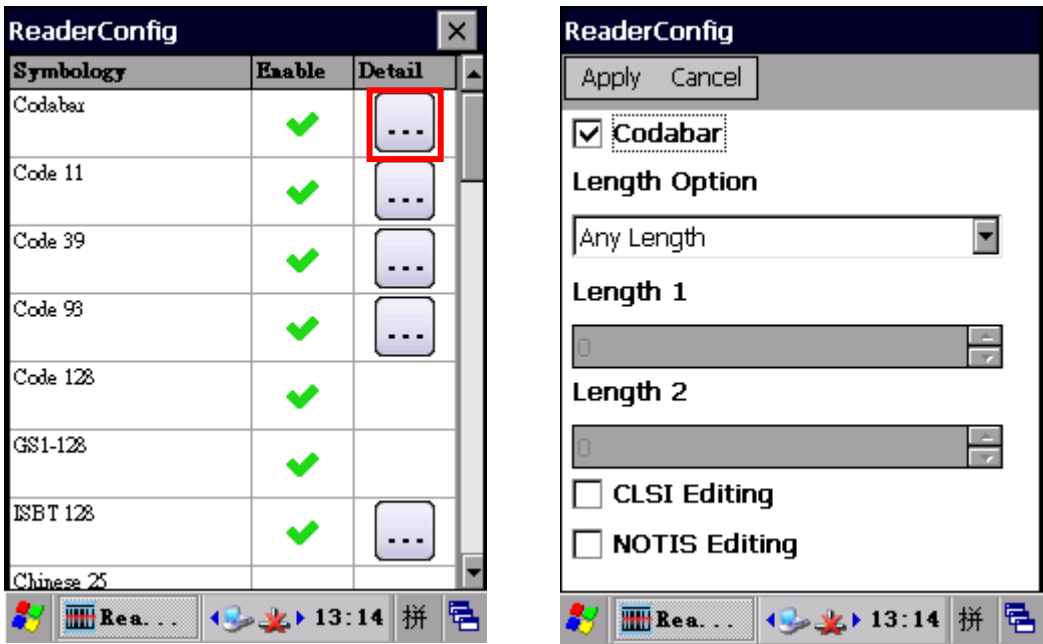 ReaderConfig
Symbology Enable Detail
Codabar ...
Code 11 ...
Code 39 ...
Code 93 ...
Code 128
GS1-128
ISBT 128 ...
Chinese 25
Rea... 13:14 拼
ReaderConfig
Apply Cancel
Codabar
Length Option
Any Length
Length 1
0
Length 2
0
CLSI Editing
NOTIS Editing
Rea... 13:14 拼